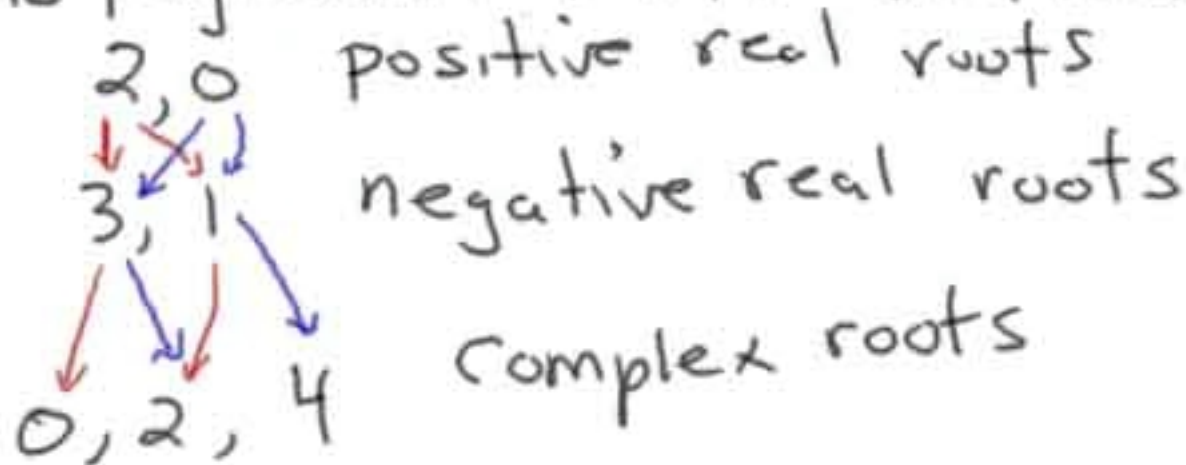 2,0 positive real roots
3,1 negative real roots
0,2,4 complex roots